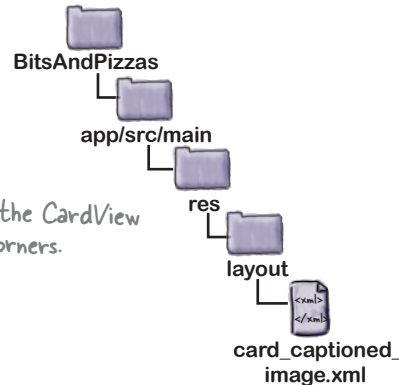 BitsAndPizzas
app/src/main
res
the CardView
orners.
layout
<xml>
</xml>
card_captioned_
image.xml